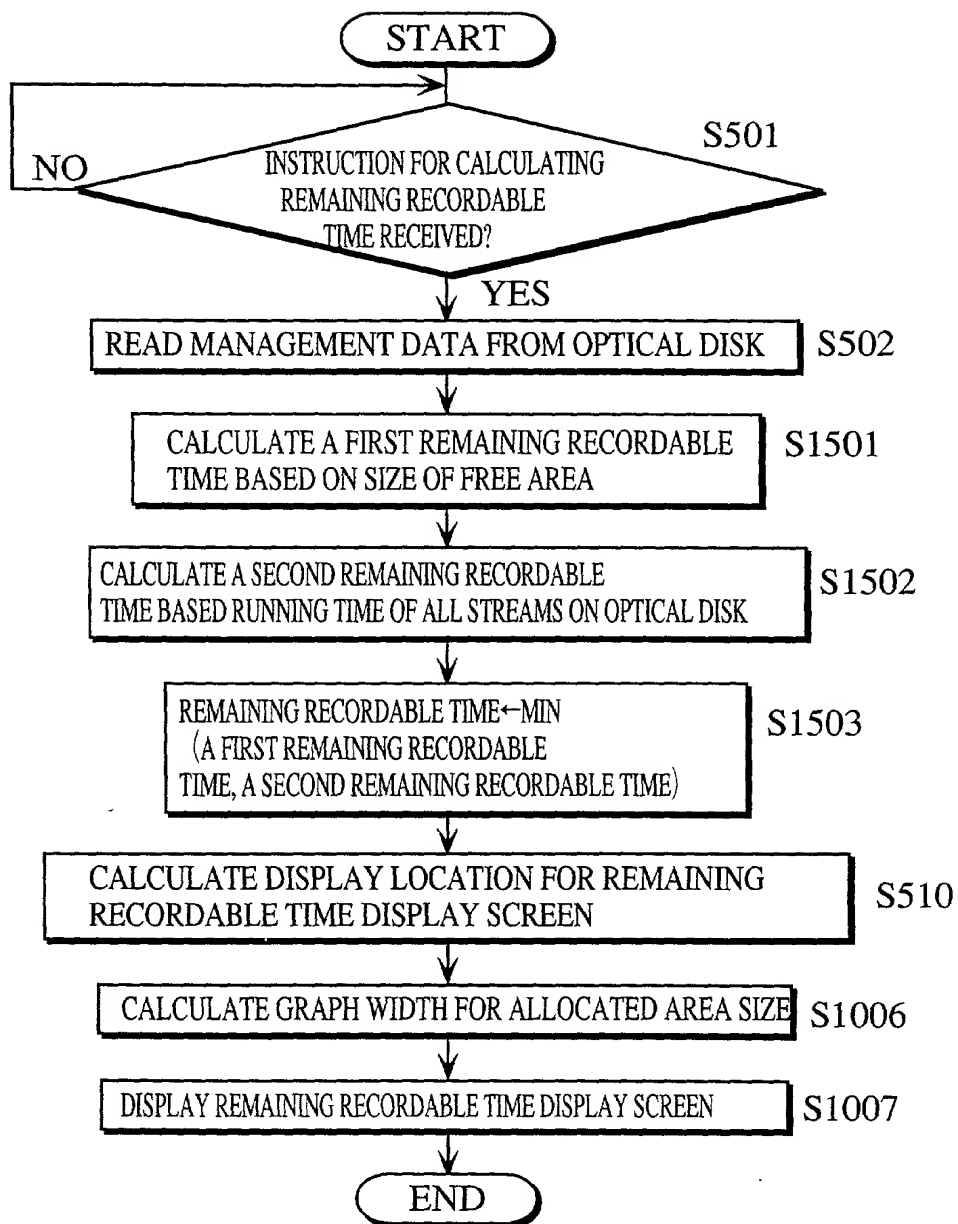 START
S501
NO
INSTRUCTION FOR CALCULATING
REMAINING RECORDABLE
TIME RECEIVED?
YES
READ MANAGEMENT DATA FROM OPTICAL DISK
S502
CALCULATE A FIRST REMAINING RECORDABLE
TIME BASED ON SIZE OF FREE AREA
S1501
CALCULATE A SECOND REMAINING RECORDABLE
TIME BASED RUNNING TIME OF ALL STREAMS ON OPTICAL DISK
S1502
REMAINING RECORDABLE TIME←MIN
(A FIRST REMAINING RECORDABLE
TIME, A SECOND REMAINING RECORDABLE TIME)
S1503
CALCULATE DISPLAY LOCATION FOR REMAINING
RECORDABLE TIME DISPLAY SCREEN
S510
CALCULATE GRAPH WIDTH FOR ALLOCATED AREA SIZE
S1006
DISPLAY REMAINING RECORDABLE TIME DISPLAY SCREEN
S1007
END